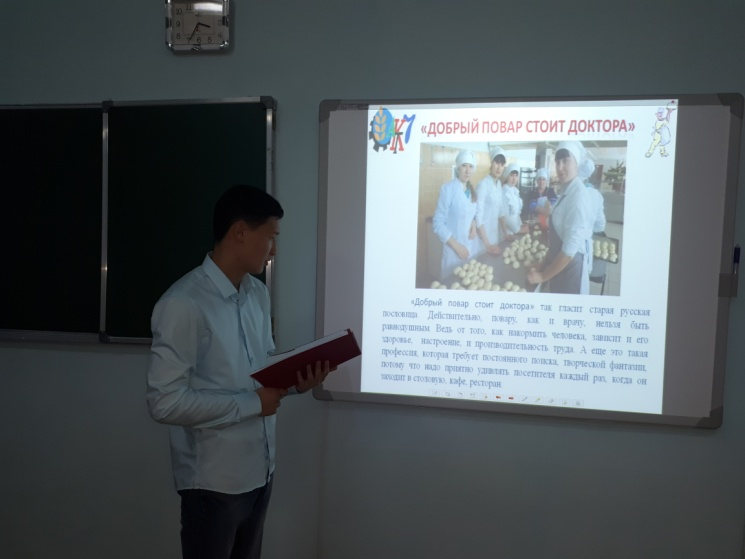 К7
«ДОБРЫЙ ПОВАР СТОИТ ДОКТОРА»
«Добрый повар стоит доктора» так гласит старая русская
пословица. Действительно, повару, как и врачу, нельзя быть
равнодушным. Ведь от того, как накормить человека, зависит и его
здоровье, настроение, и производительность труда. А еще это такая
профессия, которая требует постоянного поиска, творческой фантазии,
потому что надо приятно удивлять посетителя каждый раз, когда он
заходит в столовую, кафе, ресторан.